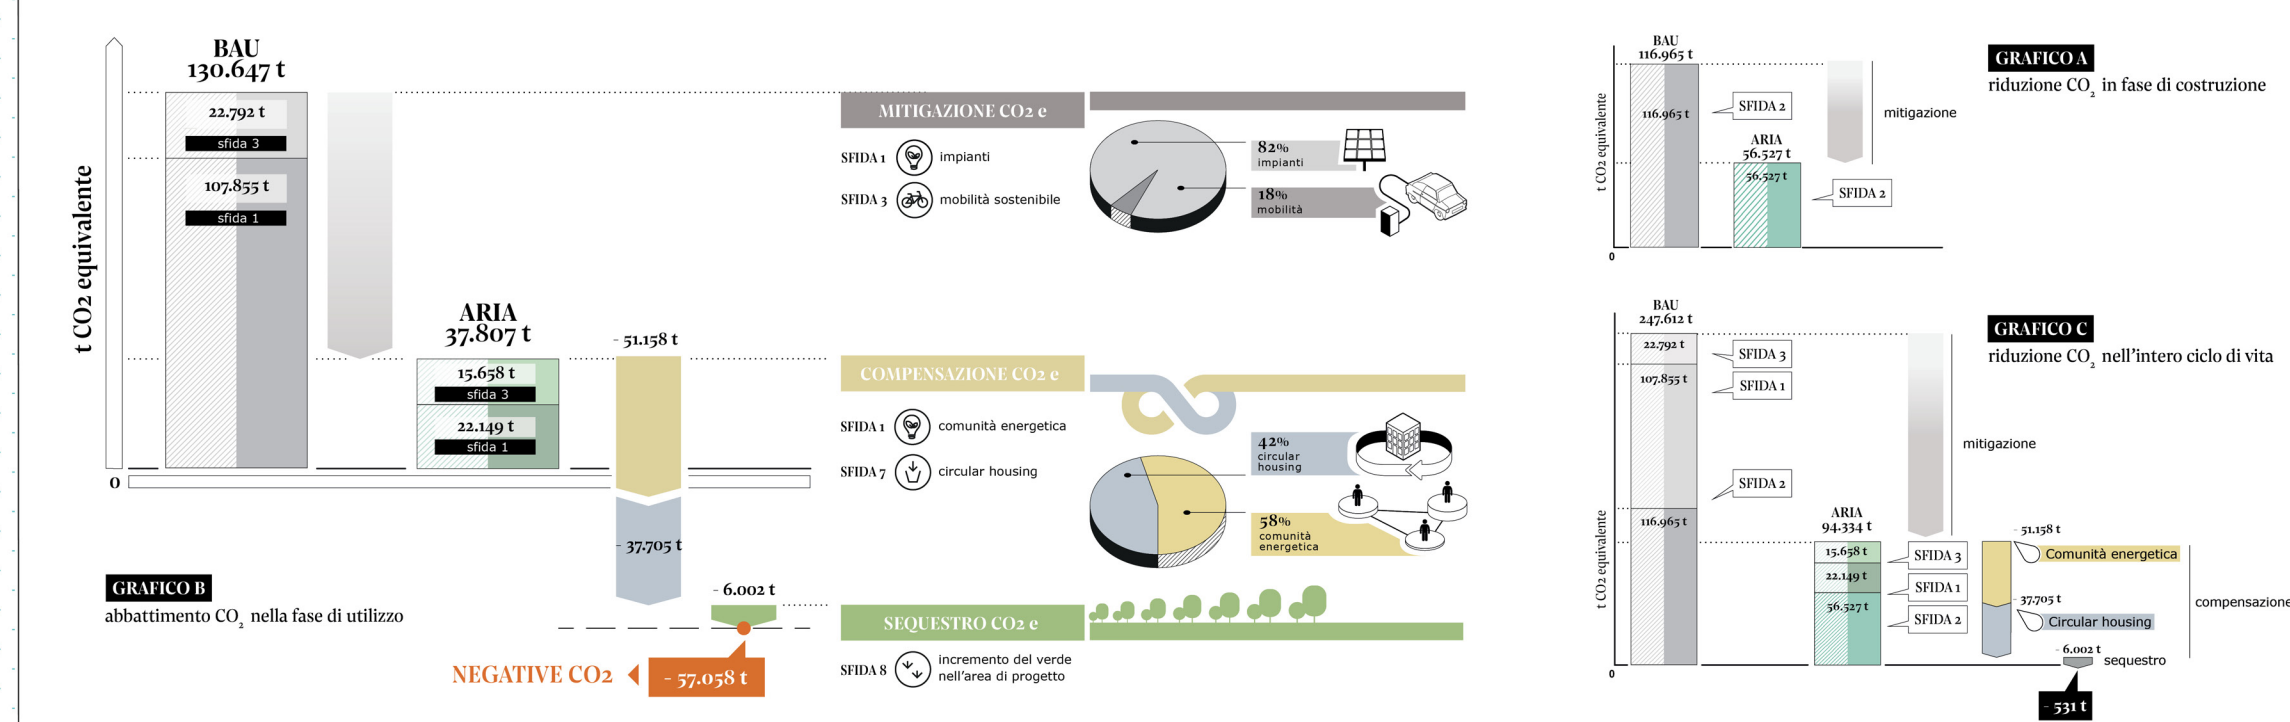 BAU
130.647 t
22.792 t
sfida 3
107.855 t
sfida 1
t CO2 equivalente
0
ARIA
37.807 t
15.658 t
sfida 3
22.149 t
sfida 1
- 51.158 t
- 37.705 t
- 6.002 t
NEGATIVE CO2
- 57.058 t
GRAFICO B
abbattimento CO2 nella fase di utilizzo
MITIGAZIONE CO2 e
SFIDA 1
impianti
SFIDA 3
mobilità sostenibile
82%
impianti
18%
mobilità
COMPENSAZIONE CO2 e
SFIDA 1
comunità energetica
SFIDA 7
circular housing
42%
circular
housing
58%
comunità
energetica
SEQUESTRO CO2 e
SFIDA 8
incremento del verde
nell'area di progetto
GRAFICO A
riduzione CO2 in fase di costruzione
t CO2 equivalente
0
BAU
116.965 t
116.965 t
SFIDA 2
ARIA
56.527 t
56.527 t
SFIDA 2
mitigazione
GRAFICO C
riduzione CO2 nell'intero ciclo di vita
t CO2 equivalente
0
BAU
247.612 t
22.792 t
SFIDA 3
107.855 t
SFIDA 1
SFIDA 2
116.965 t
mitigazione
ARIA
94.334 t
15.658 t
SFIDA 3
22.149 t
SFIDA 1
56.527 t
SFIDA 2
- 51.158 t
Comunità energetica
- 37.705 t
Circular housing
compensazione
- 6.002 t
sequestro
- 531 t